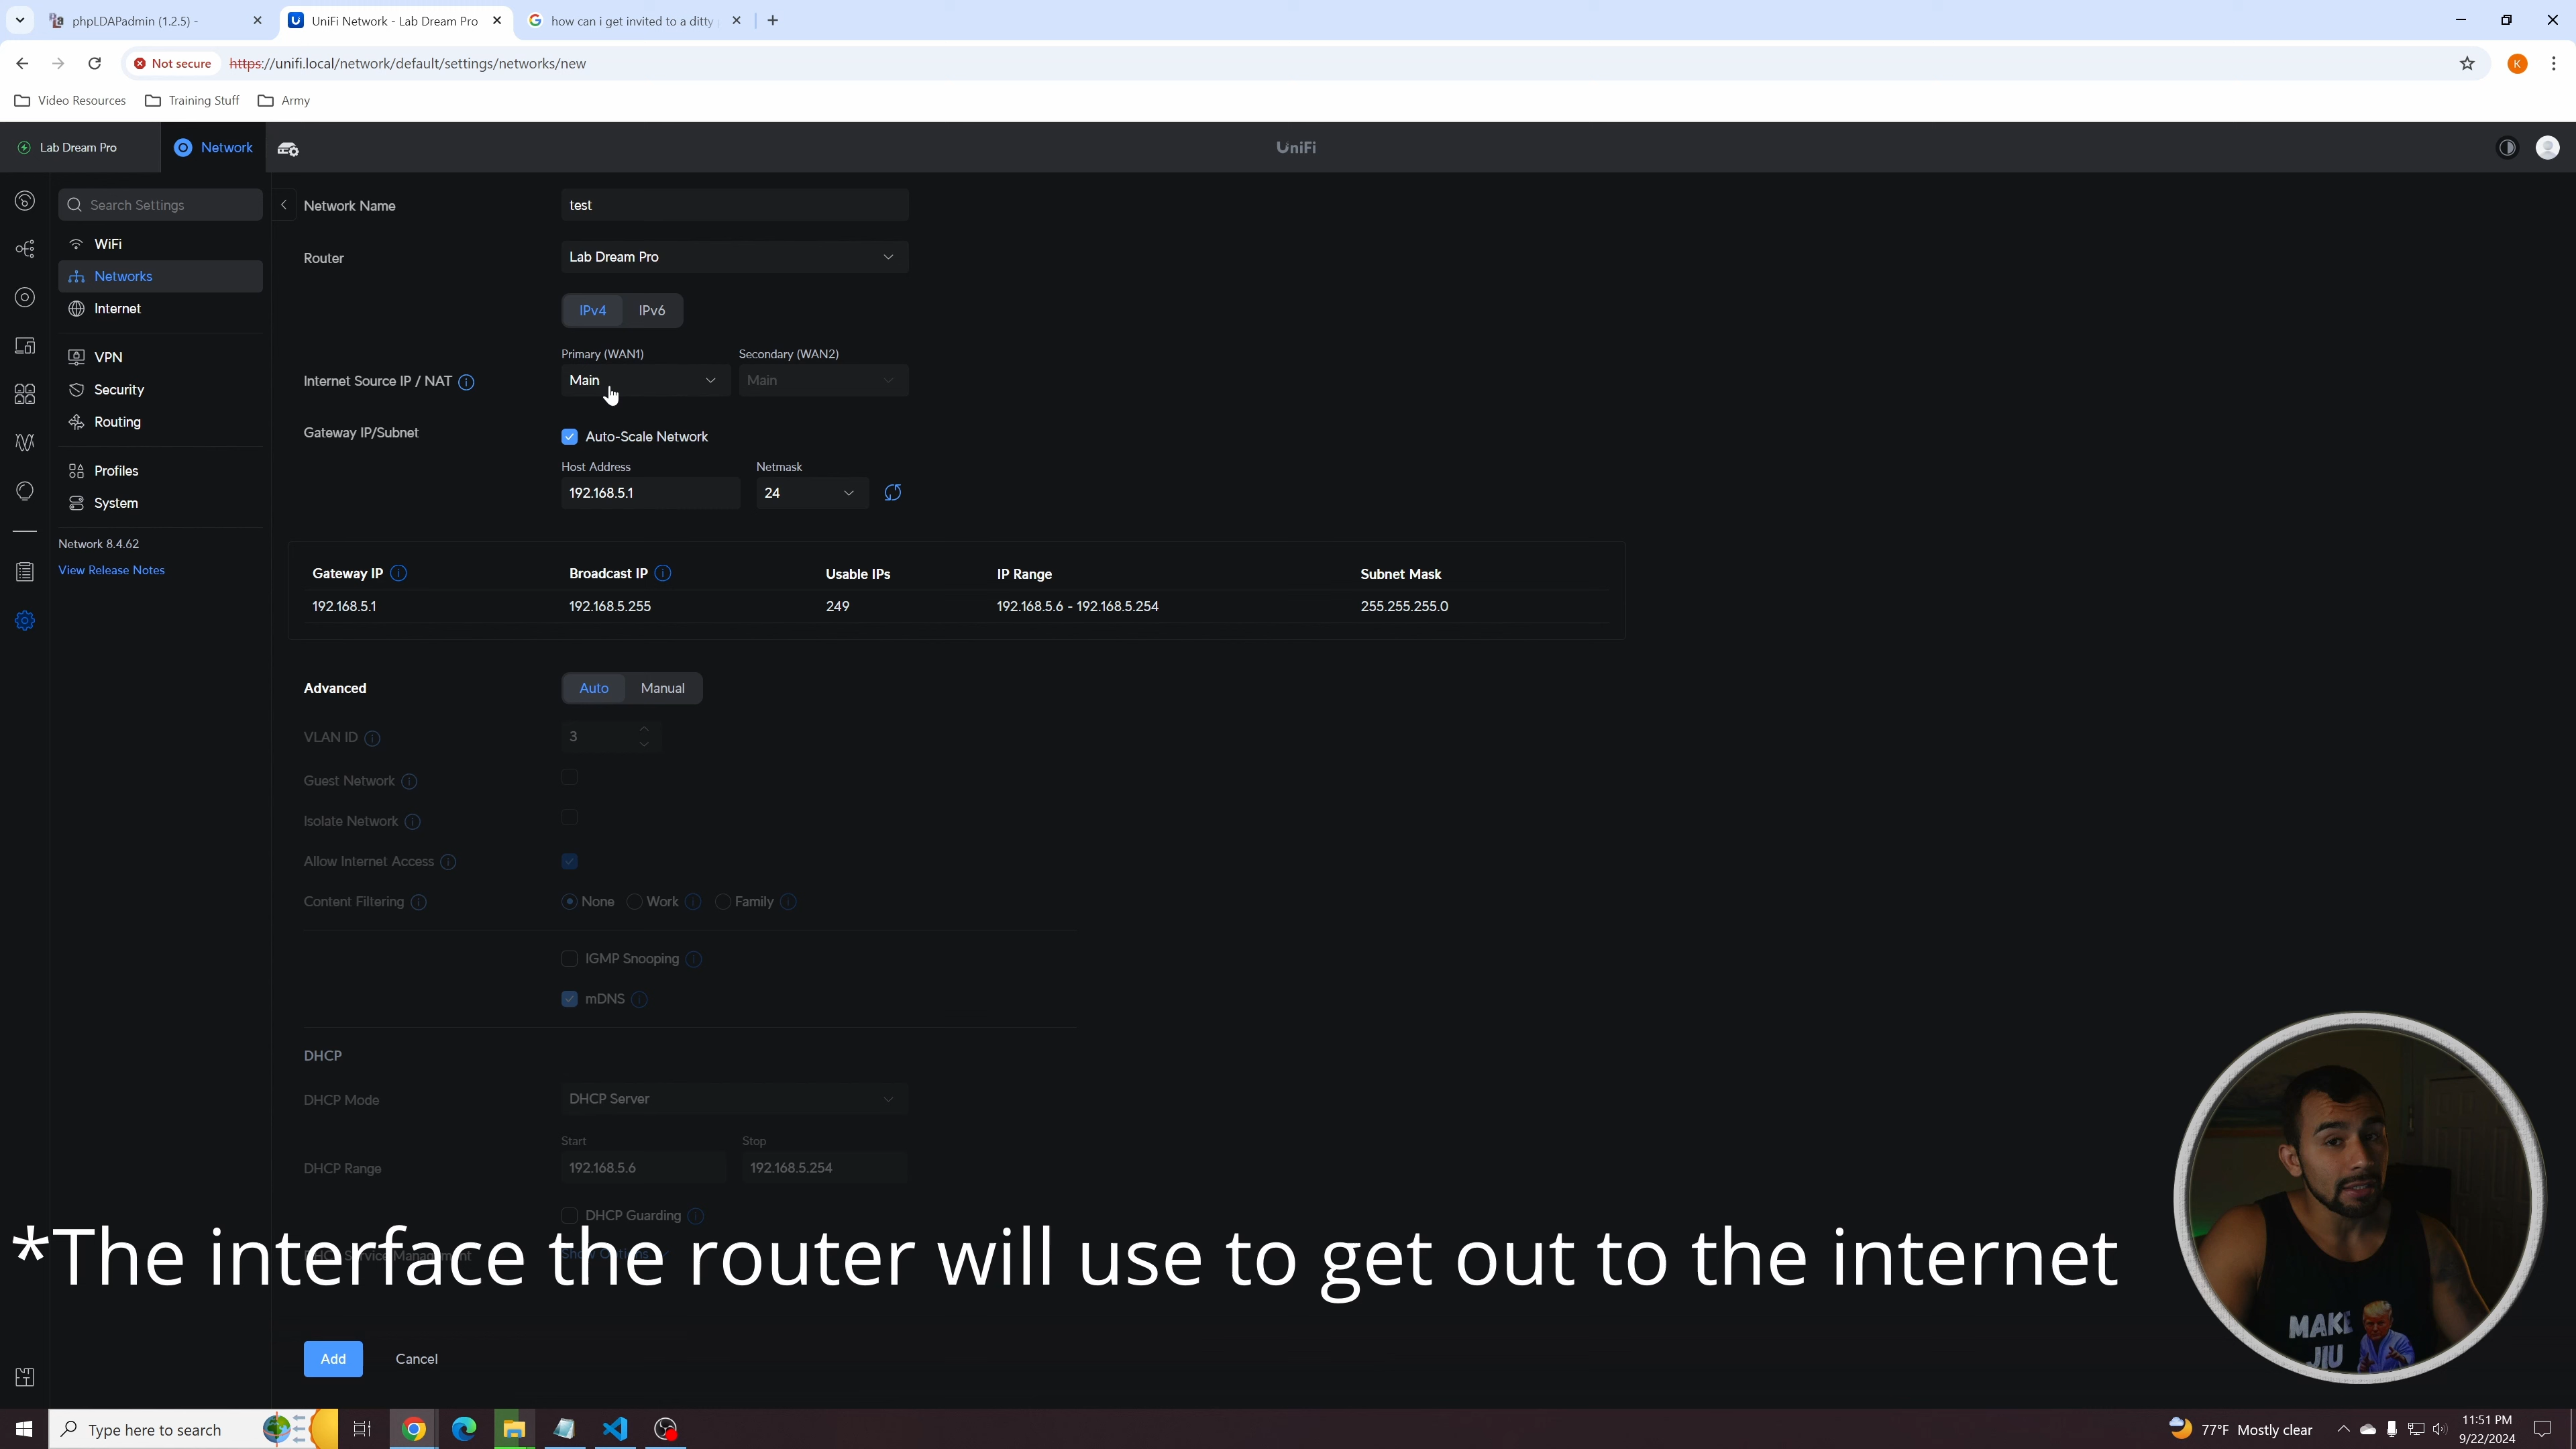 phpLDAPadmin (1.2.5) -
UniFi Network - Lab Dream Pro
how can i get invited to a ditty
Not secure https://unifi.local/network/default/settings/networks/new
K
Video Resources Training Stuff Army
Lab Dream Pro Network UniFi
Search Settings
WiFi
Networks
Internet
VPN
Security
Routing
Profiles
System
Network 8.4.62
View Release Notes
Network Name test
Router Lab Dream Pro
IPv4 IPv6
Primary (WAN1) Secondary (WAN2)
Internet Source IP / NAT Main Main
Gateway IP/Subnet Auto-Scale Network
Host Address Netmask
192.168.5.1 24
Gateway IP Broadcast IP Usable IPs IP Range Subnet Mask
192.168.5.1 192.168.5.255 249 192.168.5.6 - 192.168.5.254 255.255.255.0
Advanced Auto Manual
VLAN ID 3
Guest Network
Isolate Network
Allow Internet Access
Content Filtering None Work Family
IGMP Snooping
mDNS
DHCP
DHCP Mode DHCP Server
Start Stop
DHCP Range 192.168.5.6 192.168.5.254
DHCP Guarding
DHCP Service Management Show Options
*The interface the router will use to get out to the internet
MAKE
JIU
Add Cancel
Type here to search
77°F Mostly clear
11:51 PM
9/22/2024